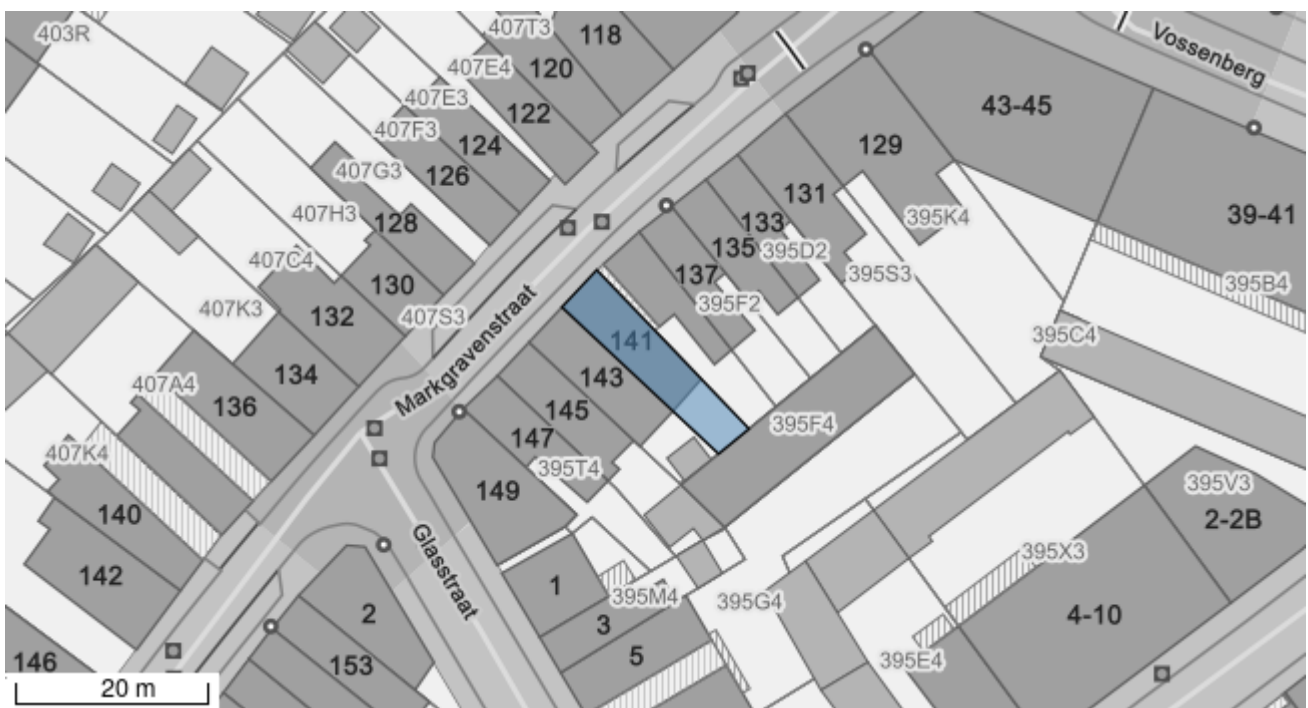 403R
407T3
118
407E4
120
122
407E3
407F3
124
126
407G3
407H3
128
407C4
130
407K3
132
407S3
134
407A4
136
407K4
140
142
146
Vossenberg
43-45
39-41
129
131
395K4
133
395D2
135
395S3
137
395F2
395B4
395C4
Markgravenstraat
141
143
145
147
395T4
149
395F4
Glasstraat
1
395M4
3
5
2
153
395G4
395V3
2-2B
395X3
4-10
395E4
20 m